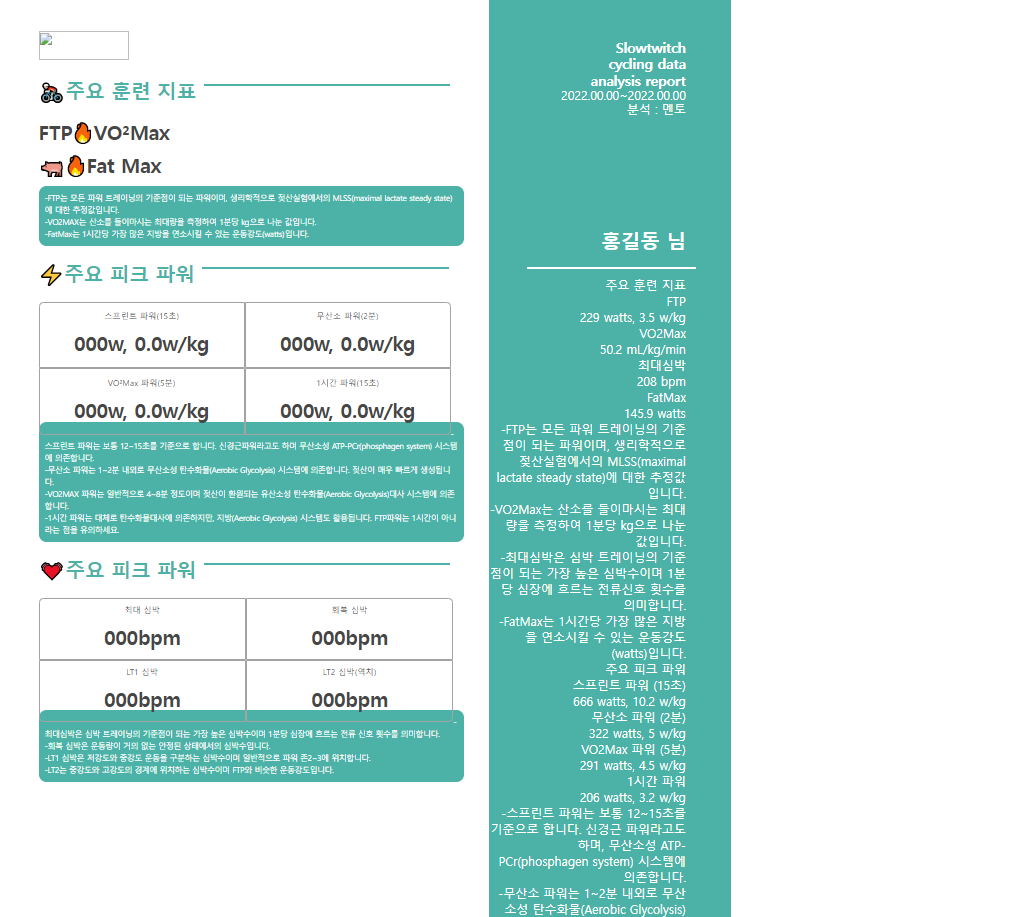 주요 훈련 지표
FTP🔥VO²Max
🐖🔥Fat Max
-FTP는 모든 파워 트레이닝의 기준점이 되는 파워이며, 생리학적으로 젖산실험에서의 MLSS(maximal lactate steady state)
에 대한 추정값입니다.
-VO2MAX는 산소를 들이마시는 최대량을 측정하여 1분당 kg으로 나눈 값입니다.
-FatMax는 1시간당 가장 많은 지방을 연소시킬 수 있는 운동강도(watts)입니다.
⚡주요 피크 파워
스프린트 파워(15초)
000w, 0.0w/kg
무산소 파워(2분)
000w, 0.0w/kg
VO²Max 파워(5분)
000w, 0.0w/kg
1시간 파워(15초)
000w, 0.0w/kg
스프린트 파워는 보통 12~15초를 기준으로 합니다. 신경근파워라고도 하며 무산소성 ATP-PCr(phosphagen system) 시스템
에 의존합니다.
-무산소 파워는 1~2분 내외로 무산소성 탄수화물(Aerobic Glycolysis) 시스템에 의존합니다. 젖산이 매우 빠르게 생성됩니
다.
-VO2MAX 파워는 일반적으로 4~8분 정도이며 젖산이 환원되는 유산소성 탄수화물(Aerobic Glycolysis)대사 시스템에 의존
합니다.
-1시간 파워는 대체로 탄수화물대사에 의존하지만, 지방(Aerobic Glycolysis) 시스템도 활용됩니다. FTP파워는 1시간이 아니
라는 점을 유의하세요.
❤주요 피크 파워
최대 심박
000bpm
회복 심박
000bpm
LT1 심박
000bpm
LT2 심박(역치)
000bpm
최대심박은 심박 트레이닝의 기준점이 되는 가장 높은 심박수이며 1분당 심장에 흐르는 전류 신호 횟수를 의미합니다.
-회복 심박은 운동량이 거의 없는 안정된 상태에서의 심박수입니다.
-LT1 심박은 저강도와 중강도 운동을 구분하는 심박수이며 일반적으로 파워 존2~3에 위치합니다.
-LT2는 중강도와 고강도의 경계에 위치하는 심박수이며 FTP와 비슷한 운동강도입니다.
Slowtwitch
cycling data
analysis report
2022.00.00~2022.00.00
분석 : 멘토
홍길동 님
주요 훈련 지표
FTP
229 watts, 3.5 w/kg
VO2Max
50.2 mL/kg/min
최대심박
208 bpm
FatMax
145.9 watts
-FTP는 모든 파워 트레이닝의 기준
점이 되는 파워이며, 생리학적으로
젖산실험에서의 MLSS(maximal
lactate steady state)에 대한 추정값
입니다.
-VO2Max는 산소를 들이마시는 최대
량을 측정하여 1분당 kg으로 나눈
값입니다.
-최대심박은 심박 트레이닝의 기준
점이 되는 가장 높은 심박수이며 1분
당 심장에 흐르는 전류신호 횟수를
의미합니다.
-FatMax는 1시간당 가장 많은 지방
을 연소시킬 수 있는 운동강도
(watts)입니다.
주요 피크 파워
스프린트 파워 (15초)
666 watts, 10.2 w/kg
무산소 파워 (2분)
322 watts, 5 w/kg
VO2Max 파워 (5분)
291 watts, 4.5 w/kg
1시간 파워
206 watts, 3.2 w/kg
-스프린트 파워는 보통 12~15초를
기준으로 합니다. 신경근 파워라고도
하며, 무산소성 ATP-
PCr(phosphagen system) 시스템에
의존합니다.
-무산소 파워는 1~2분 내외로 무산
소성 탄수화물(Aerobic Glycolysis)